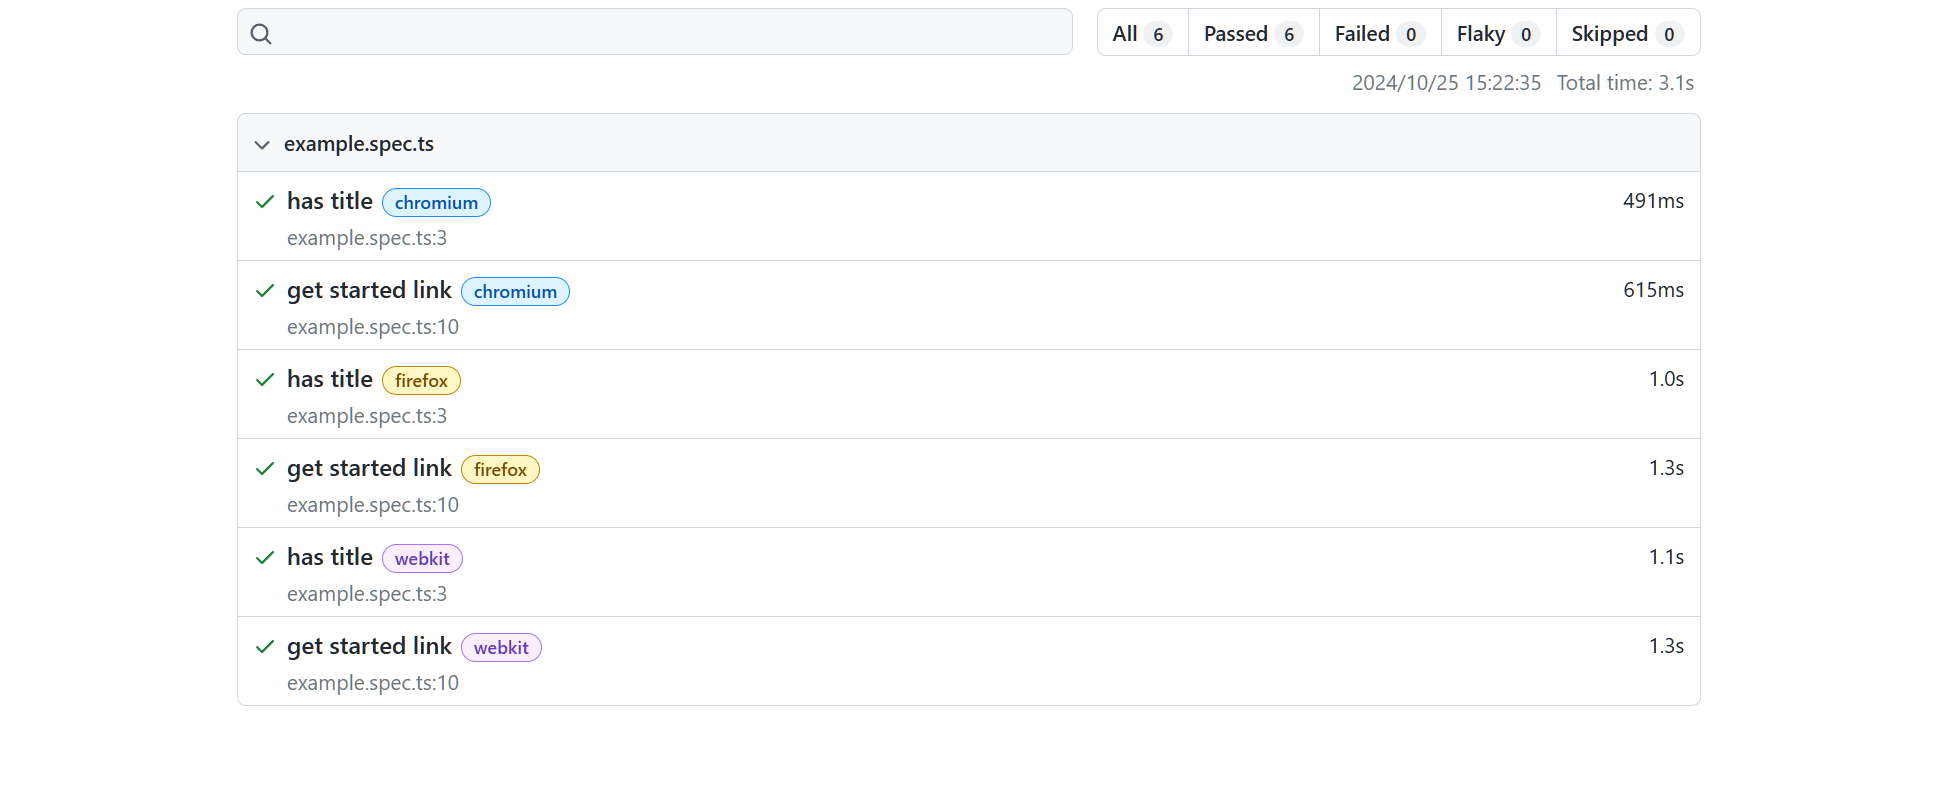 All 6 Passed 6 Failed 0 Flaky 0 Skipped 0
2024/10/25 15:22:35 Total time: 3.1s
example.spec.ts
has title chromium 491ms
example.spec.ts:3
get started link chromium 615ms
example.spec.ts:10
has title firefox 1.0s
example.spec.ts:3
get started link firefox 1.3s
example.spec.ts:10
has title webkit 1.1s
example.spec.ts:3
get started link webkit 1.3s
example.spec.ts:10